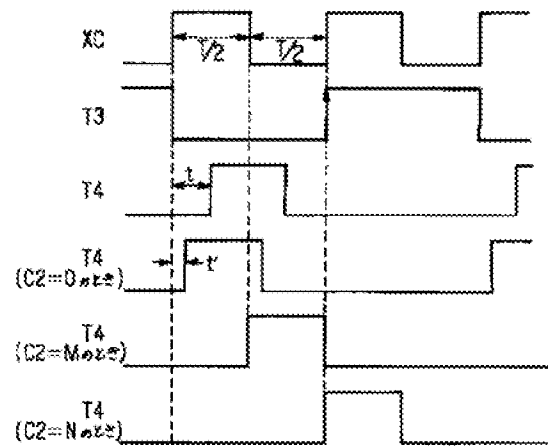 XC
T/2 T/2
T3
T4 t
T4 t'
(C2=0のとき)
T4
(C2=Mのとき)
T4
(C2=Nのとき)